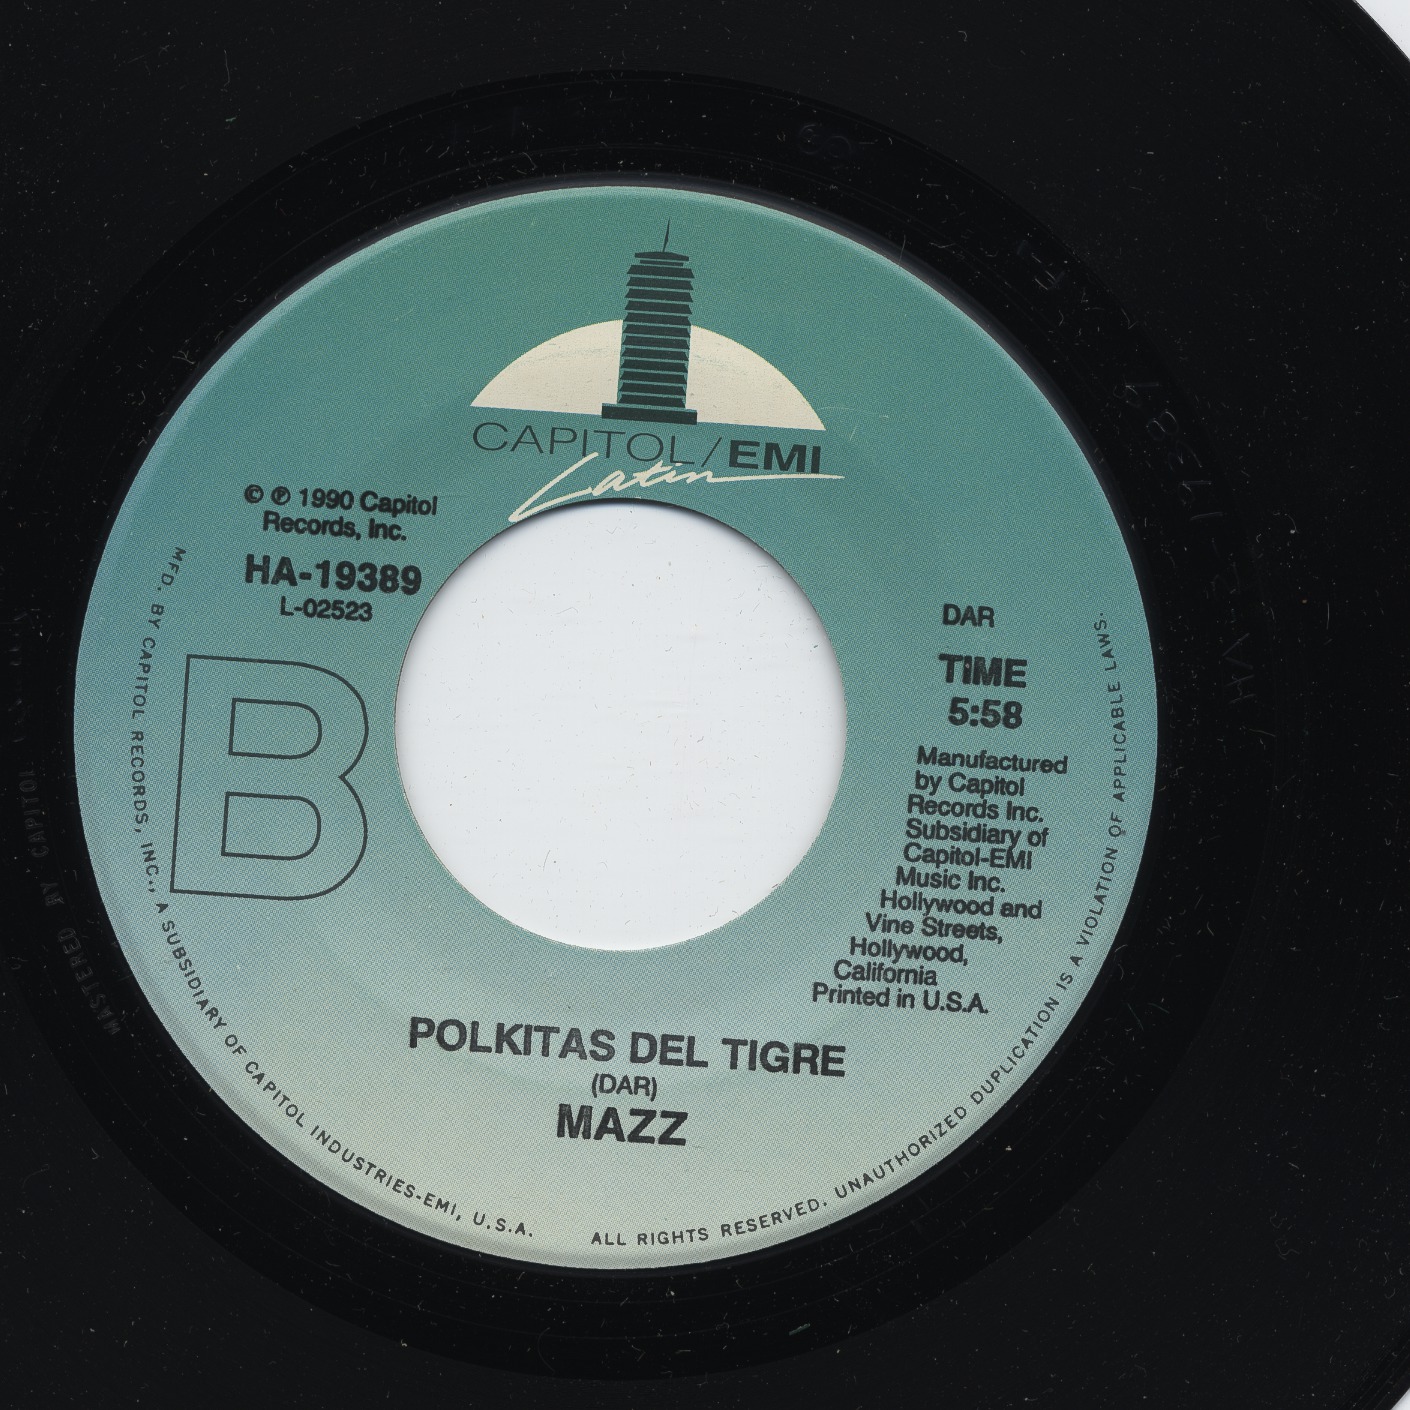 CAPITOL/EMI
Latin
© ℗ 1990 Capitol
Records, Inc.
HA-19389
L-02523
B
DAR
TIME
5:58
Manufactured
by Capitol
Records Inc.
Subsidiary of
Capitol-EMI
Music Inc.
Hollywood and
Vine Streets,
Hollywood,
California
Printed in U.S.A.
POLKITAS DEL TIGRE
(DAR)
MAZZ
MFD. BY CAPITOL RECORDS, INC., A SUBSIDIARY OF CAPITOL INDUSTRIES-EMI, U.S.A.
ALL RIGHTS RESERVED. UNAUTHORIZED DUPLICATION IS A VIOLATION OF APPLICABLE LAWS.
MASTERED BY CAPITOL